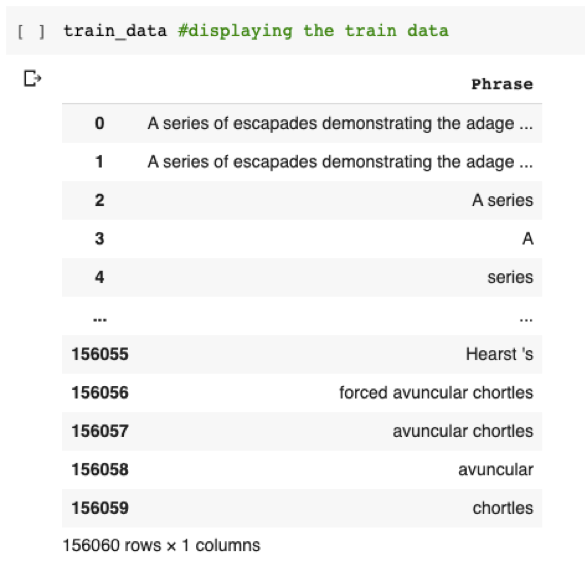 [ ] train_data #displaying the train data
Phrase
0 A series of escapades demonstrating the adage ...
1 A series of escapades demonstrating the adage ...
2 A series
3 A
4 series
... ...
156055 Hearst 's
156056 forced avuncular chortles
156057 avuncular chortles
156058 avuncular
156059 chortles
156060 rows × 1 columns